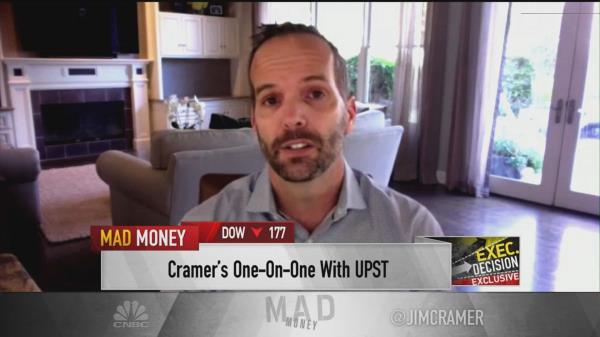 MAD MONEY
DOW 177
Cramer's One-On-One With UPST
EXEC.
DECISION
EXCLUSIVE
CNBC
MAD
MONEY
@JIMCRAMER